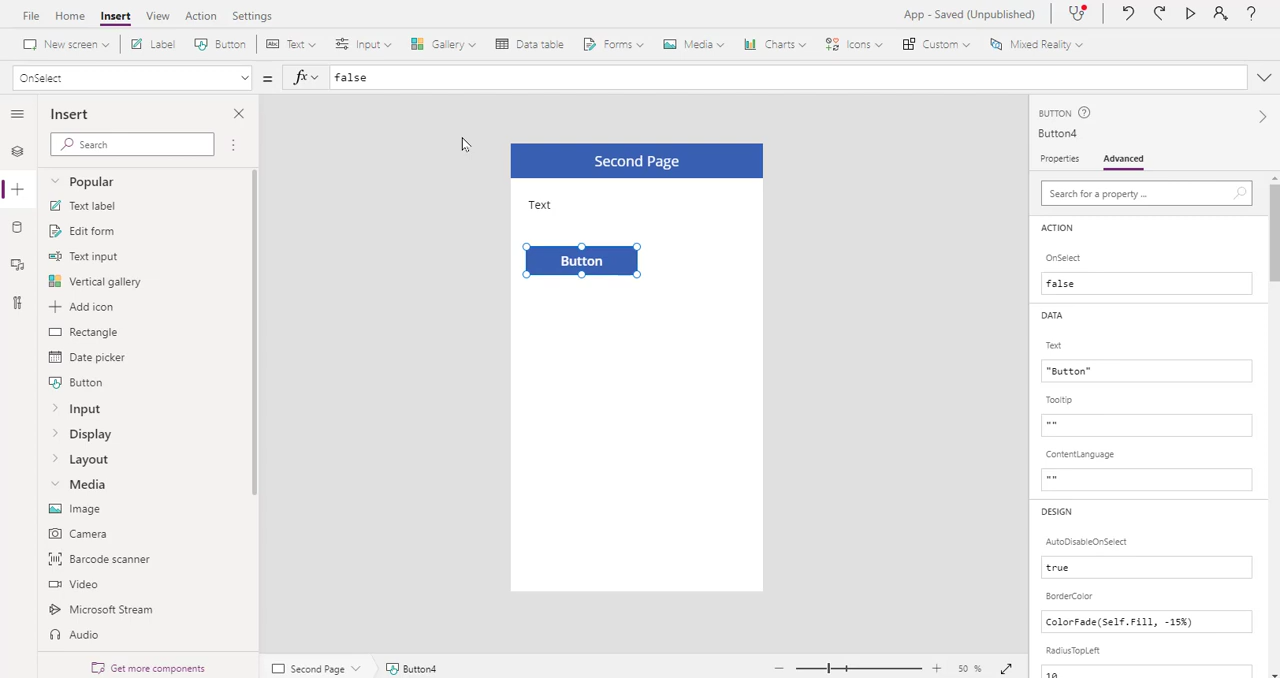 File Home Insert View Action Settings App - Saved (Unpublished) ?
New screen Label Button Text Input Gallery Data table Forms Media Charts Icons Custom Mixed Reality
OnSelect = fx false
Insert
Search
Popular
Text label
Edit form
Text input
Vertical gallery
Add icon
Rectangle
Date picker
Button
Input
Display
Layout
Media
Image
Camera
Barcode scanner
Video
Microsoft Stream
Audio
Get more components
Second Page
Text
Button
Second Page Button4
50 %
BUTTON ?
Button4
Properties Advanced
Search for a property ...
ACTION
OnSelect
false
DATA
Text
"Button"
Tooltip
""
ContentLanguage
""
DESIGN
AutoDisableOnSelect
true
BorderColor
ColorFade(Self.Fill, -15%)
RadiusTopLeft
10